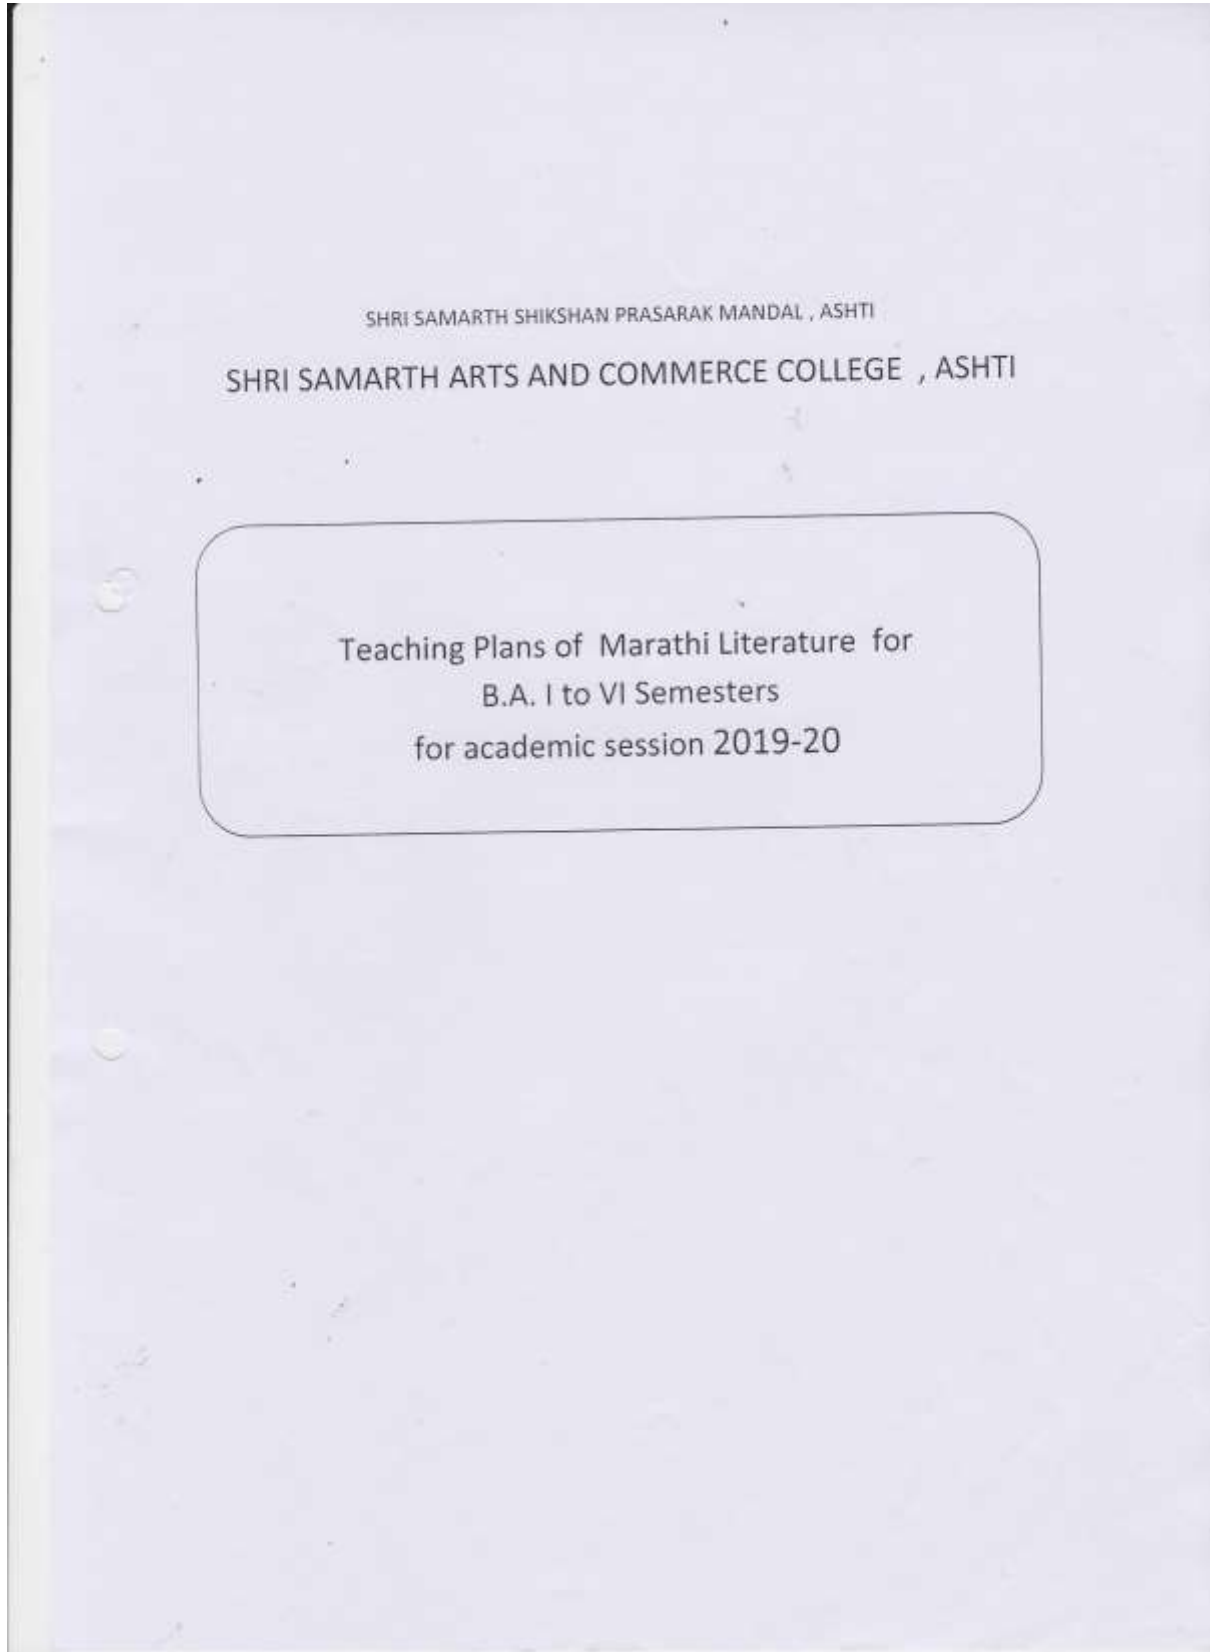 SHRI SAMARTH SHIKSHAN PRASARAK MANDAL , ASHTI
SHRI SAMARTH ARTS AND COMMERCE COLLEGE , ASHTI
Teaching Plans of Marathi Literature for
B.A. I to VI Semesters
for academic session 2019-20